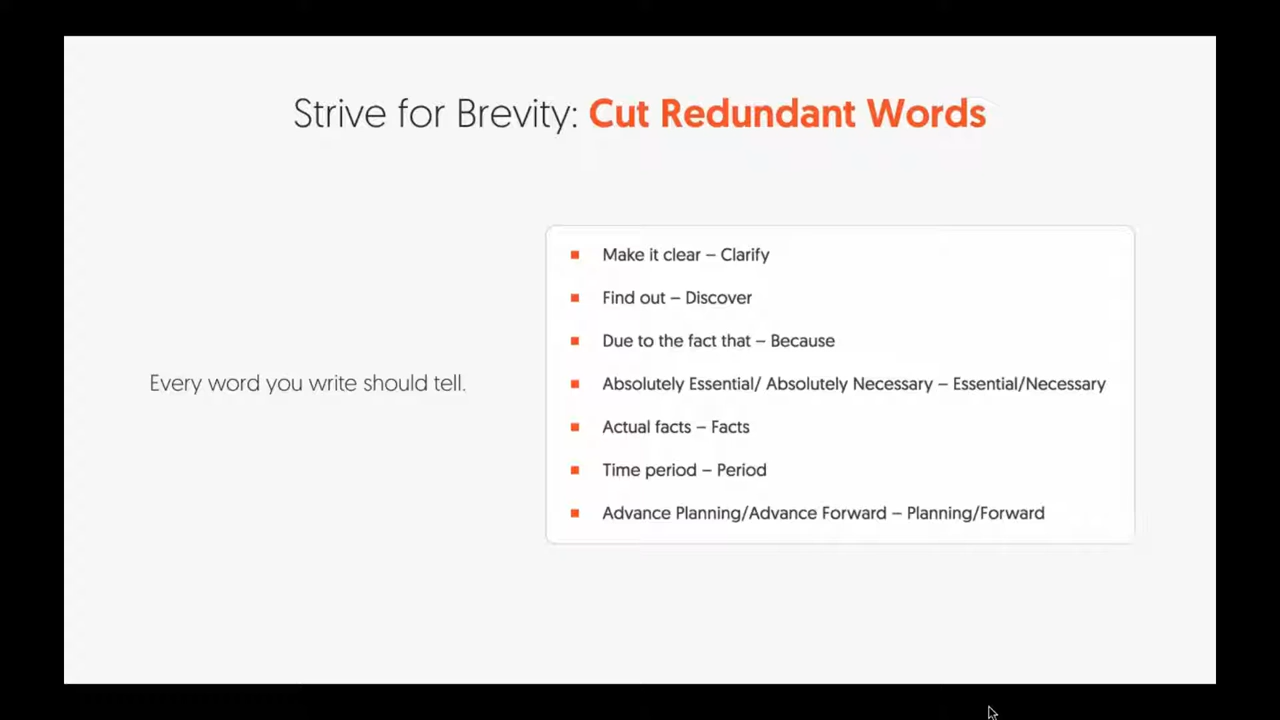 Strive for Brevity: Cut Redundant Words
Every word you write should tell.
Make it clear – Clarify
Find out – Discover
Due to the fact that – Because
Absolutely Essential/ Absolutely Necessary – Essential/Necessary
Actual facts – Facts
Time period – Period
Advance Planning/Advance Forward – Planning/Forward